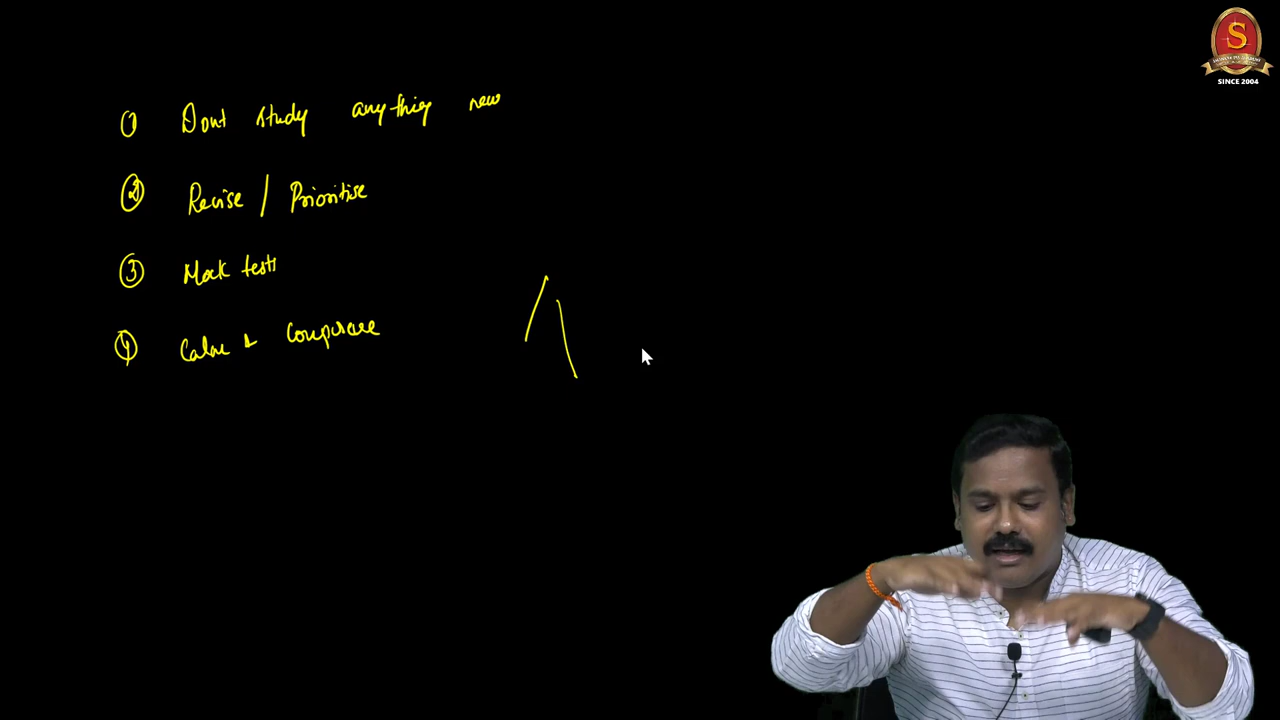 ① Dont study anything new
② Revise / Prioritise
③ Mock tests
④ Calm & Composure
S
SINCE 2004